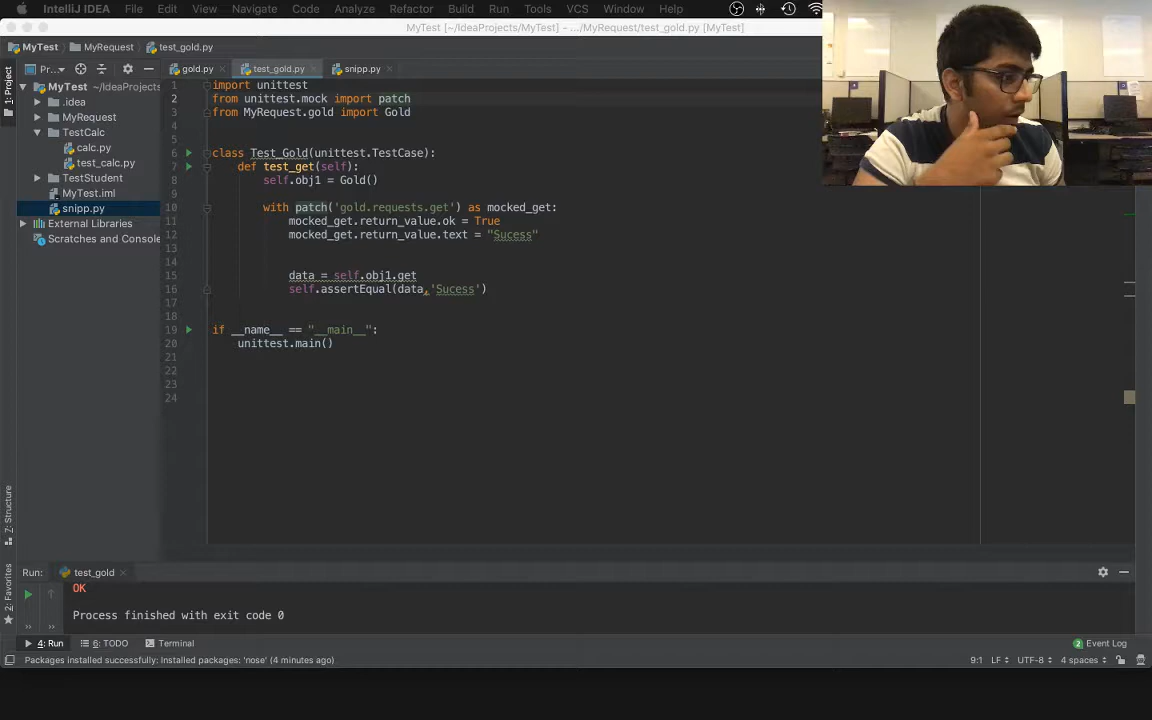 IntelliJ IDEA File Edit View Navigate Code Analyze Refactor Build Run Tools VCS Window Help
MyTest [~/IdeaProjects/MyTest] - .../MyRequest/test_gold.py [MyTest]
MyTest MyRequest test_gold.py
1: Project
Pr... gold.py test_gold.py snipp.py
MyTest ~/IdeaProjects
.idea
MyRequest
TestCalc
calc.py
test_calc.py
TestStudent
MyTest.iml
snipp.py
External Libraries
Scratches and Console
1 import unittest
2 from unittest.mock import patch
3 from MyRequest.gold import Gold
4
5
6 class Test_Gold(unittest.TestCase):
7 def test_get(self):
8 self.obj1 = Gold()
9
10 with patch('gold.requests.get') as mocked_get:
11 mocked_get.return_value.ok = True
12 mocked_get.return_value.text = "Sucess"
13
14
15 data = self.obj1.get
16 self.assertEqual(data,'Sucess')
17
18
19 if __name__ == "__main__":
20 unittest.main()
21
22
23
24
7: Structure
2: Favorites
Run: test_gold
OK
Process finished with exit code 0
4: Run 6: TODO Terminal 2 Event Log
Packages installed successfully: Installed packages: 'nose' (4 minutes ago) 9:1 LF UTF-8 4 spaces